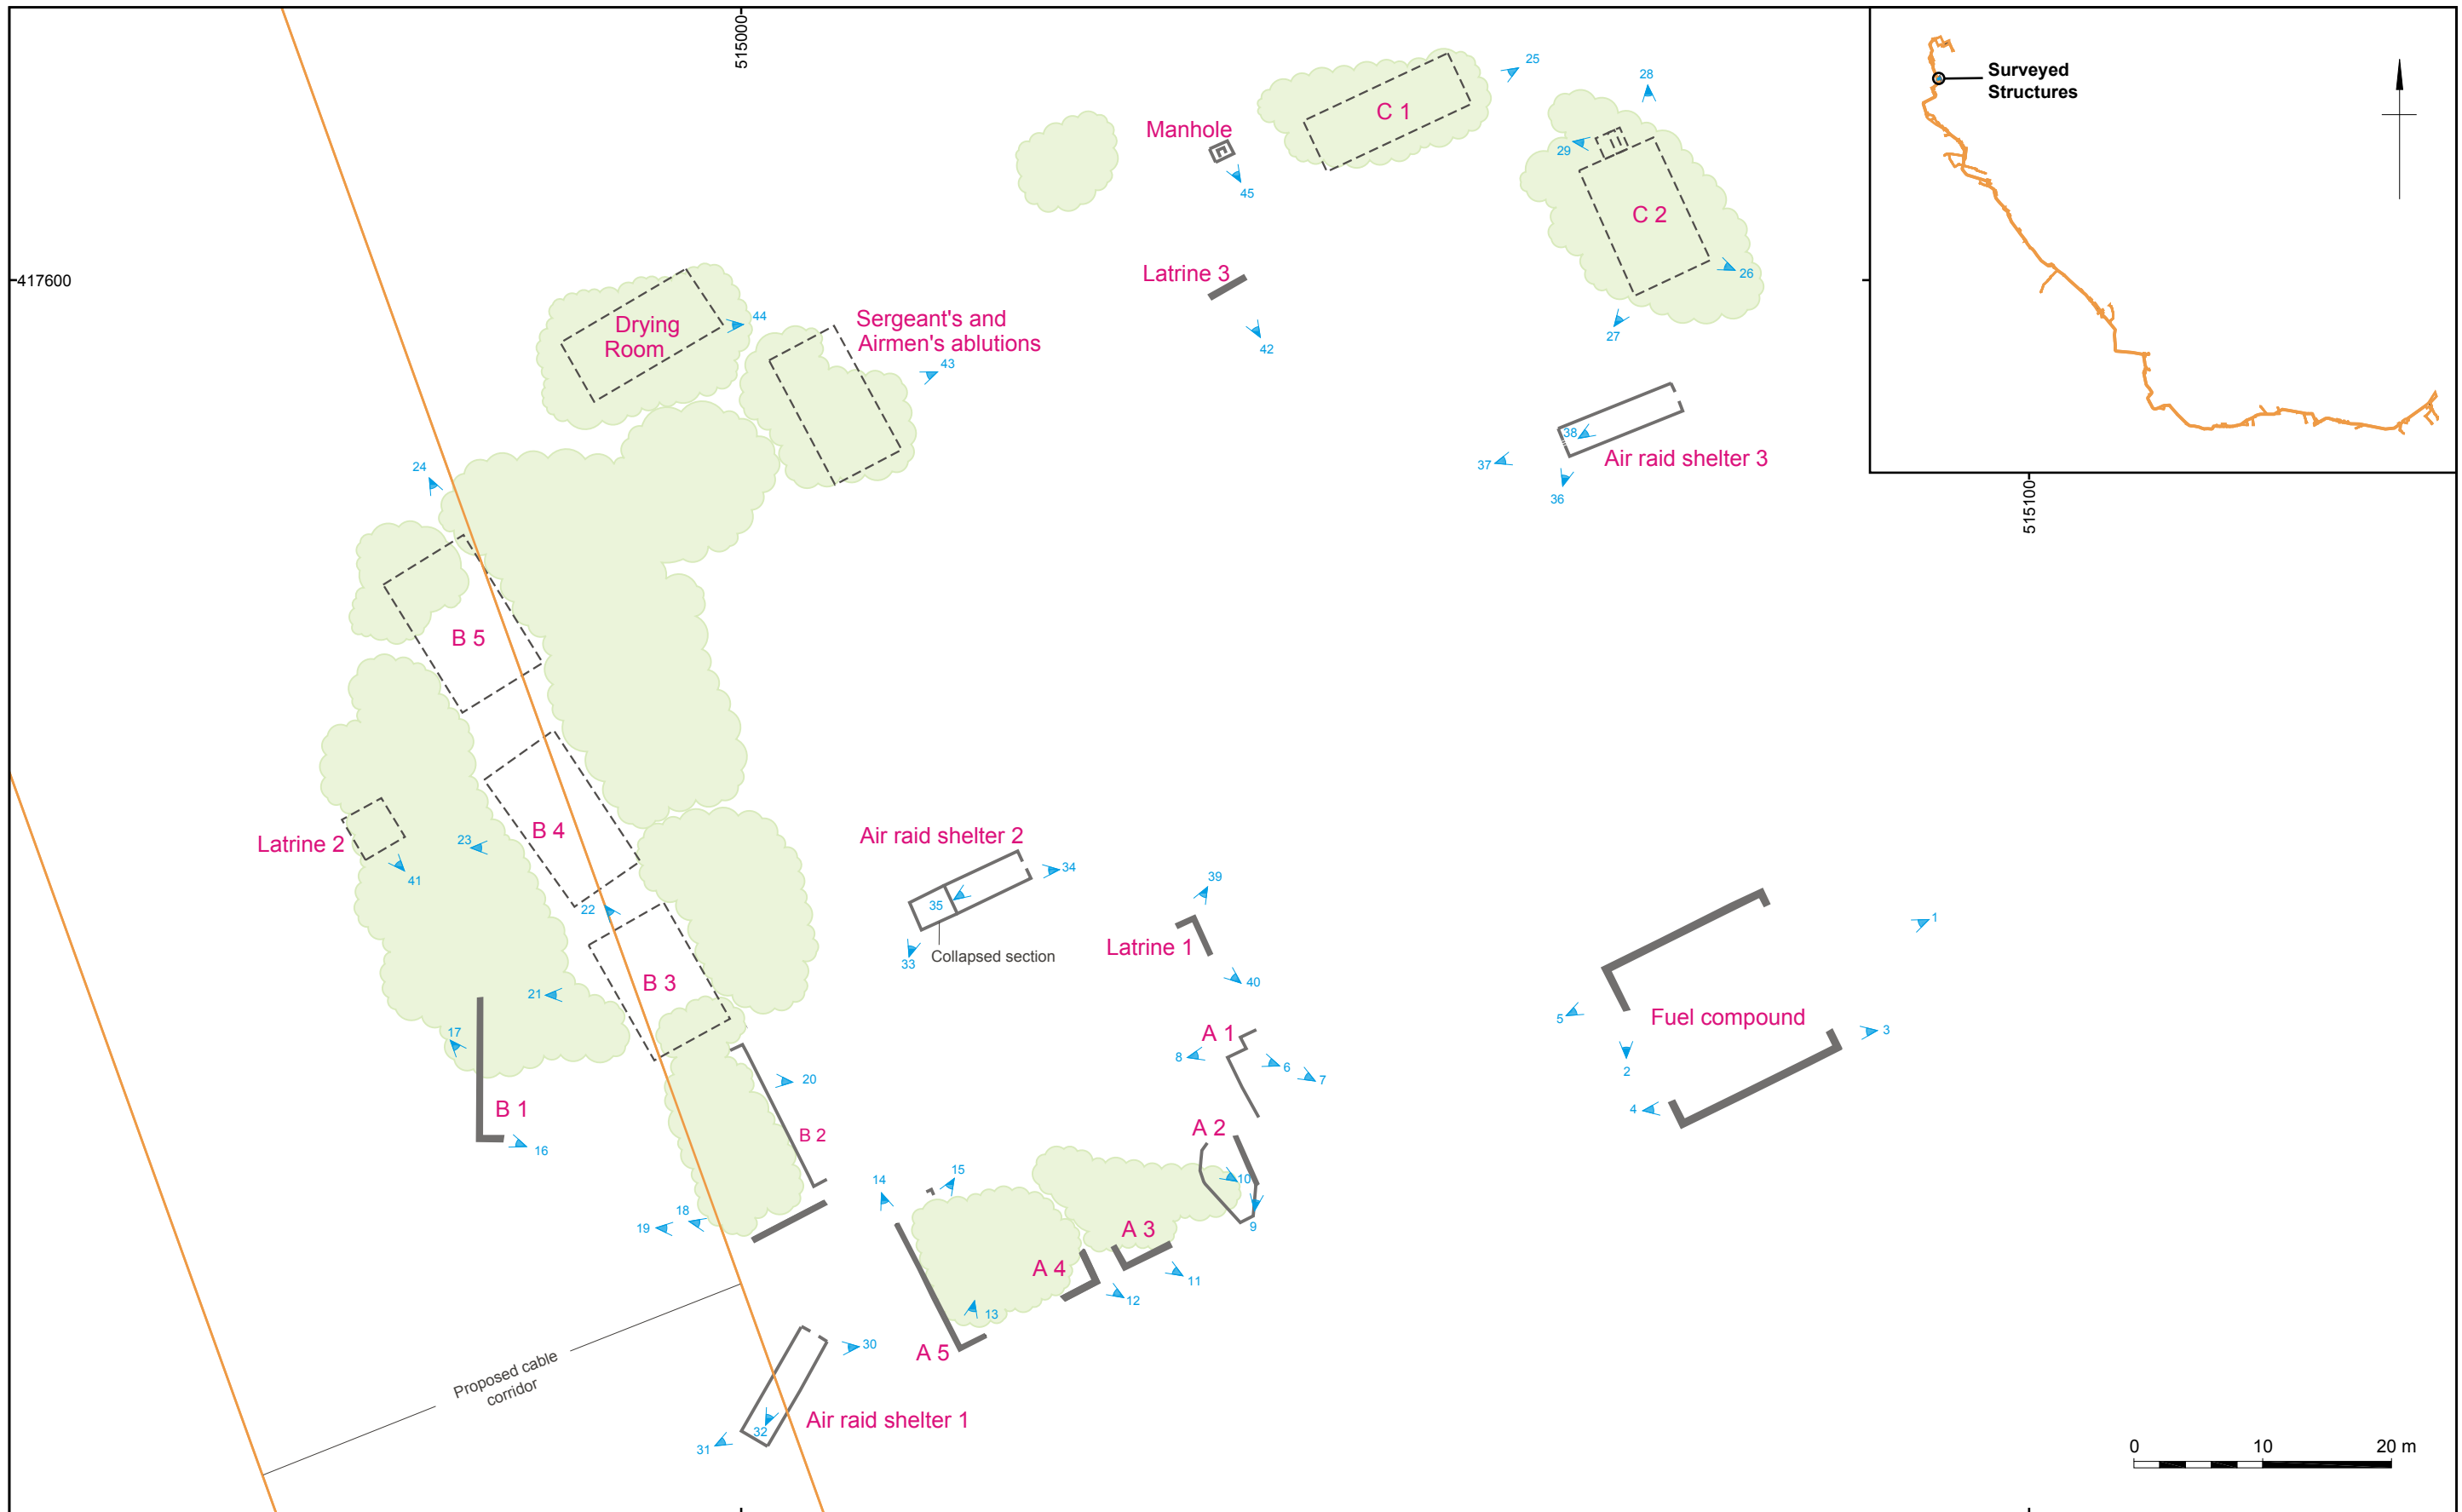 515000
25
28
Surveyed
Structures
C 1
Manhole
29
45
C 2
417600
Latrine 3
26
Drying
Room
44
Sergeant's and
Airmen's ablutions
42
27
43
38
Air raid shelter 3
37
36
24
515100
B 5
B 4
Latrine 2
23
41
Air raid shelter 2
34
39
35
22
33
Collapsed section
Latrine 1
40
1
B 3
21
5
Fuel compound
17
A 1
8
6
7
3
2
20
B 1
4
B 2
A 2
16
15
14
10
18
19
9
A 3
A 4
11
12
13
A 5
30
Proposed cable
corridor
Air raid shelter 1
32
31
0 10 20 m